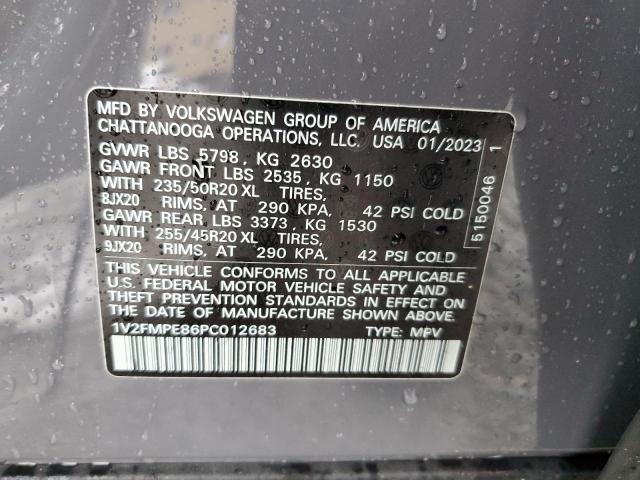 MFD BY VOLKSWAGEN GROUP OF AMERICA
CHATTANOOGA OPERATIONS, LLC. USA 01/2023
GVWR LBS 5798, KG 2630
GAWR FRONT LBS 2535, KG 1150
WITH 235/50R20 XL TIRES,
8JX20 RIMS, AT 290 KPA, 42 PSI COLD
GAWR REAR LBS 3373, KG 1530
WITH 255/45R20 XL TIRES,
9JX20 RIMS, AT 290 KPA, 42 PSI COLD
THIS VEHICLE CONFORMS TO ALL APPLICABLE
U.S. FEDERAL MOTOR VEHICLE SAFETY AND
THEFT PREVENTION STANDARDS IN EFFECT ON
THE DATE OF MANUFACTURE SHOWN ABOVE.
1V2FMPE86PC012683 TYPE: MPV
5150046 1